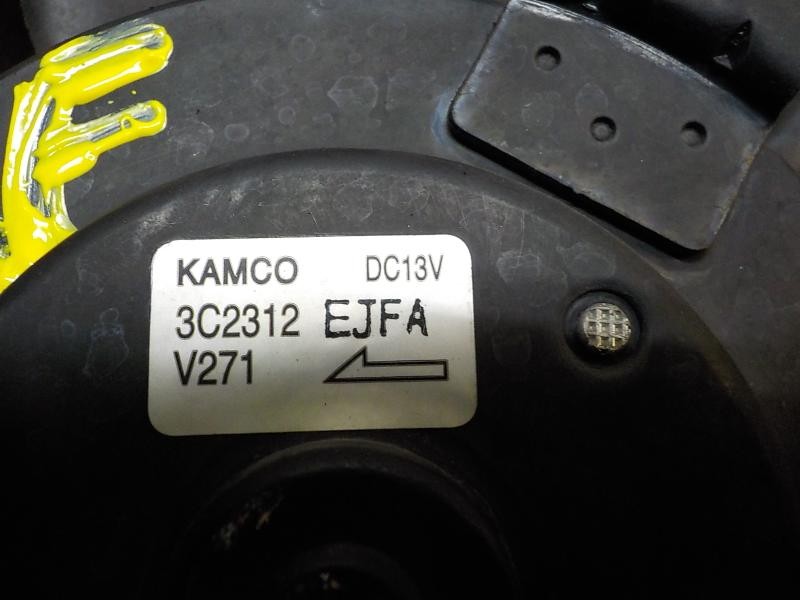 KAMCO DC13V
3C2312 EJFA
V271